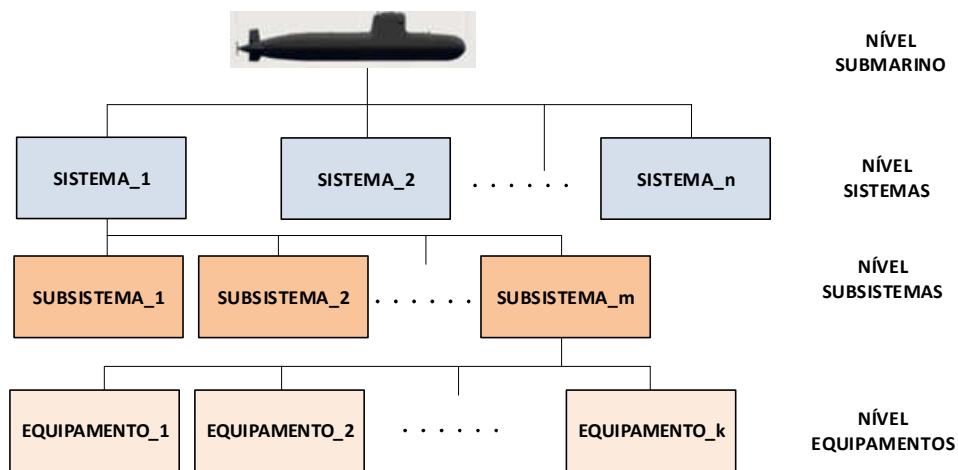 NÍVEL
SUBMARINO
SISTEMA_1
SISTEMA_2
. . . . . .
SISTEMA_n
NÍVEL
SISTEMAS
SUBSISTEMA_1
SUBSISTEMA_2
. . . . . .
SUBSISTEMA_m
NÍVEL
SUBSISTEMAS
EQUIPAMENTO_1
EQUIPAMENTO_2
. . . . . .
EQUIPAMENTO_k
NÍVEL
EQUIPAMENTOS